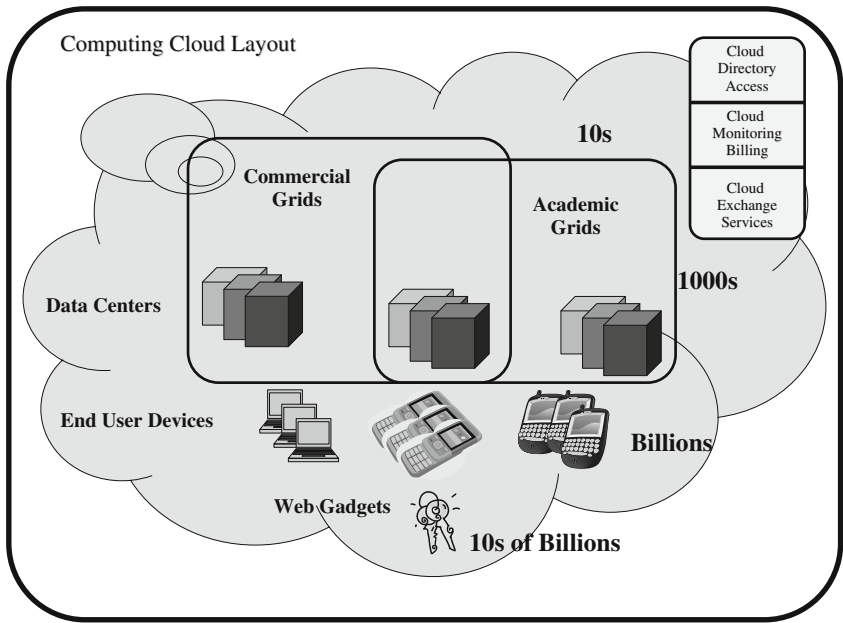 Computing Cloud Layout
Cloud
Directory
Access
Cloud
Monitoring
Billing
Cloud
Exchange
Services
10s
Commercial
Grids
Academic
Grids
1000s
Data Centers
End User Devices
Billions
Web Gadgets
10s of Billions